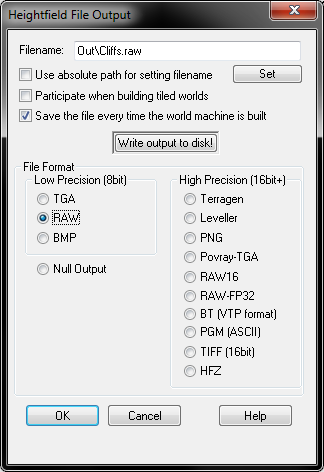 Heightfield File Output
Filename: Out\Cliffs.raw
Use absolute path for setting filename Set
Participate when building tiled worlds
Save the file every time the world machine is built
Write output to disk!
File Format
Low Precision (8bit)
TGA
RAW
BMP
Null Output
High Precision (16bit+)
Terragen
Leveller
PNG
Povray-TGA
RAW16
RAW-FP32
BT (VTP format)
PGM (ASCII)
TIFF (16bit)
HFZ
OK Cancel Help